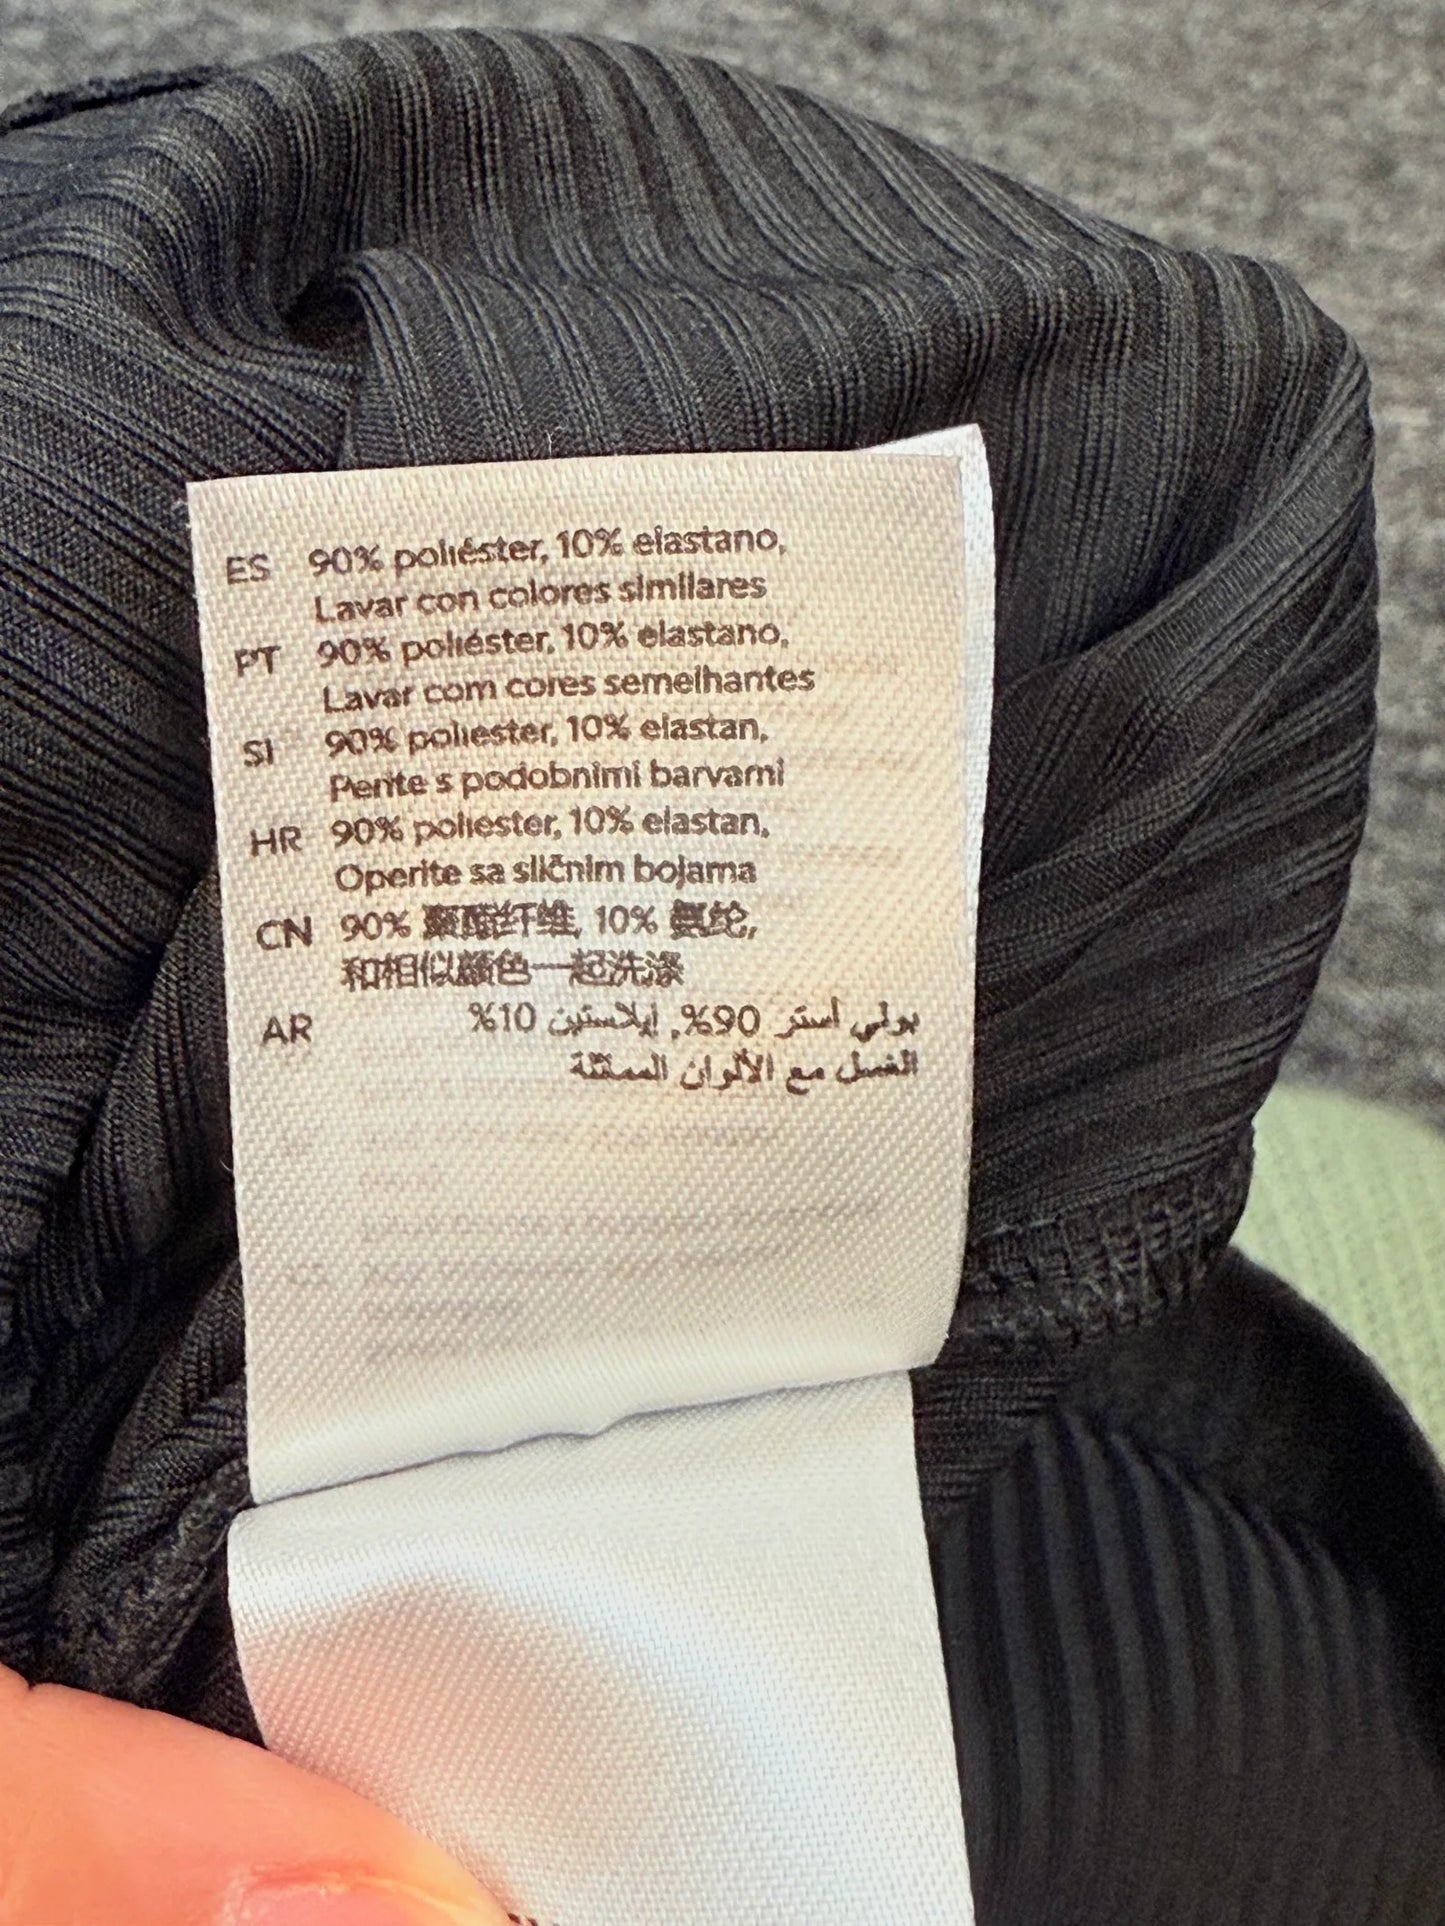 ES 90% poliéster, 10% elastano,
Lavar con colores similares
PT 90% poliéster, 10% elastano,
Lavar com cores semelhantes
SI 90% poliester, 10% elastan,
Perite s podobnimi barvami
HR 90% poliester, 10% elastan,
Operite sa sličnim bojama
CN 90% 聚酯纤维, 10% 氨纶,
和相似颜色一起洗涤
AR بولي أستر 90%, إيلاستين 10%
الغسل مع الألوان المماثلة